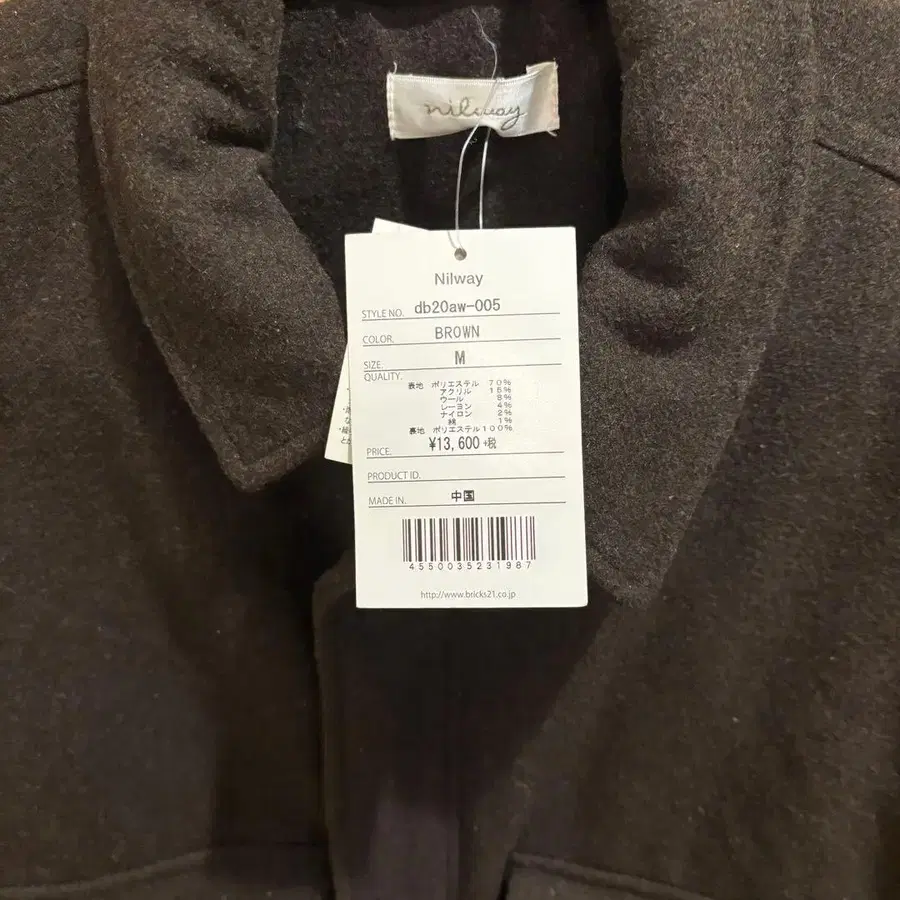 nilway
Nilway
STYLE NO. db20aw-005
COLOR. BROWN
SIZE. M
QUALITY.
表地 ポリエステル 70%
アクリル 15%
ウール 8%
レーヨン 4%
ナイロン 2%
綿 1%
裏地 ポリエステル100%
PRICE. ¥13,600+税
PRODUCT ID.
MADE IN. 中国
4550035231987
http://www.bricks21.co.jp